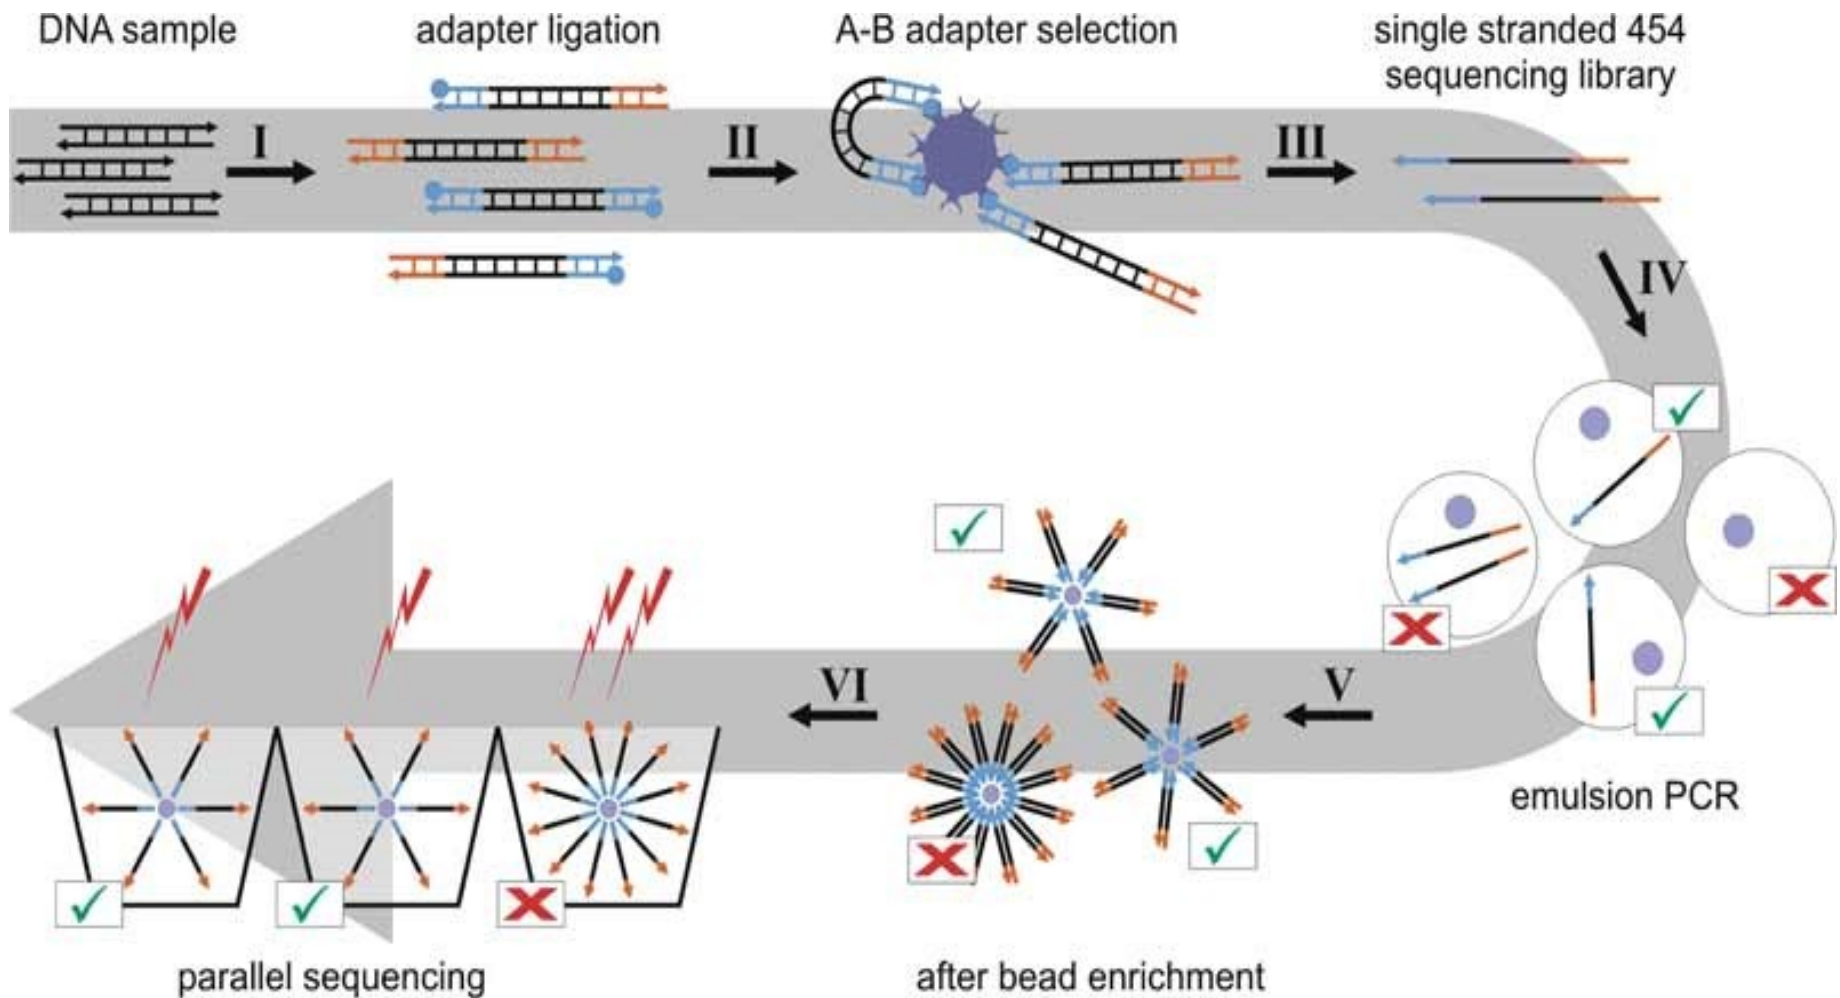 DNA sample
adapter ligation
A-B adapter selection
single stranded 454
sequencing library
I
II
III
IV
V
VI
emulsion PCR
after bead enrichment
parallel sequencing